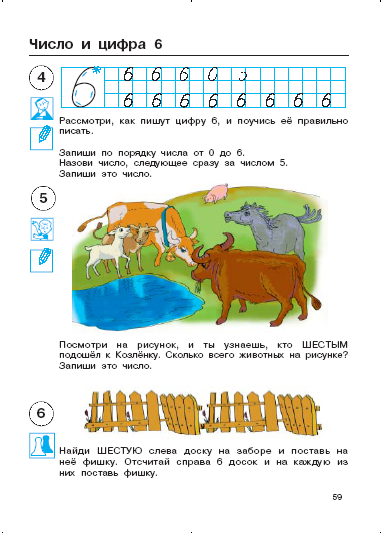 Число и цифра 6
4
6* 6 6 6
6 6 6 6 6 6 6 6
Рассмотри, как пишут цифру 6, и поучись её правильно
писать.
Запиши по порядку числа от 0 до 6.
Назови число, следующее сразу за числом 5.
Запиши это число.
5
Посмотри на рисунок, и ты узнаешь, кто ШЕСТЫМ
подошёл к Козлёнку. Сколько всего животных на рисунке?
Запиши это число.
6
Найди ШЕСТУЮ слева доску на заборе и поставь на
неё фишку. Отсчитай справа 6 досок и на каждую из
них поставь фишку.
59